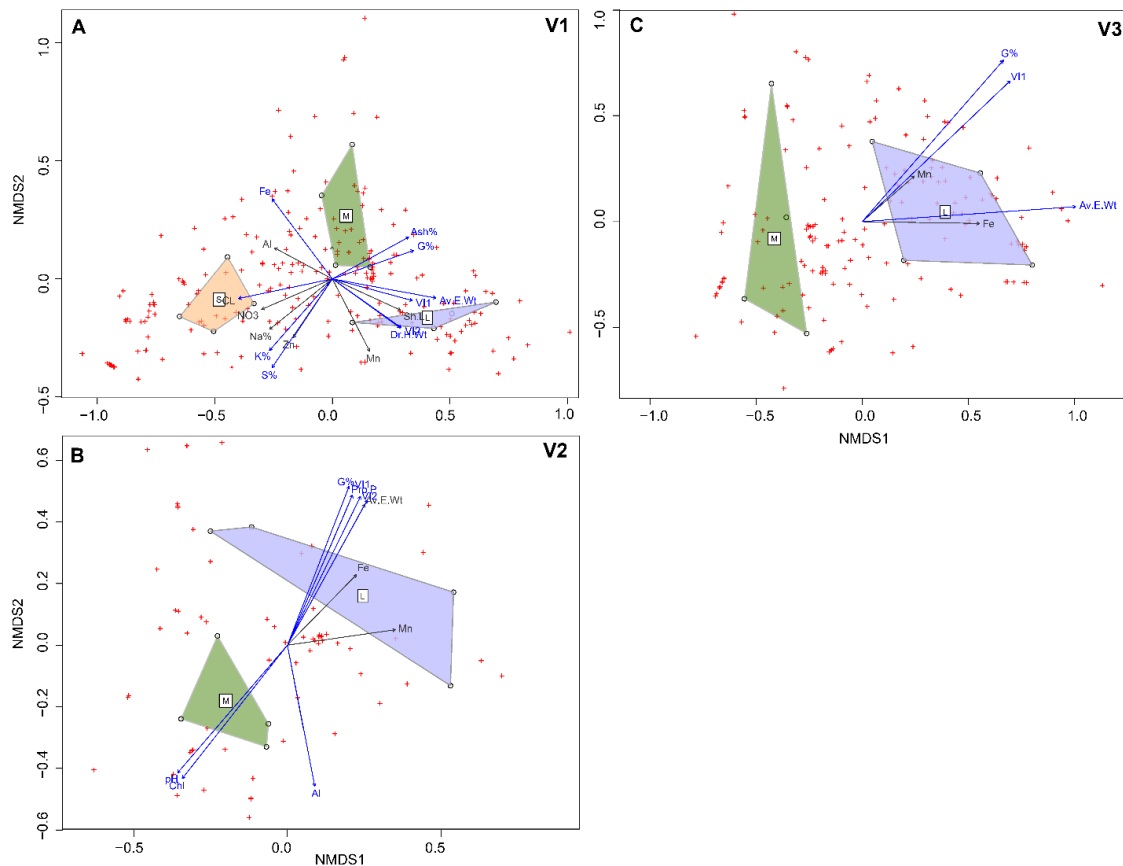 A
V1
1.0
0.5
0.0
−0.5
NMDS2
Fe
Al
M
Ash%
G%
SCL
NO3
Na%
Zn
K%
S%
VI1
Av.E.Wt
L
VI2
Dr.H.Wt
Mn
−1.0
−0.5
0.0
0.5
1.0
C
V3
1.0
0.5
0.0
−0.5
G%
VI1
Mn
L
Av.E.Wt
Fe
M
−1.0
−0.5
0.0
0.5
1.0
NMDS1
B
V2
0.6
0.4
0.2
0.0
−0.2
−0.4
−0.6
NMDS2
G%
VI1
VI2
Av.E.Wt
Fe
L
Mn
M
pH
Chl
Al
−0.5
0.0
0.5
NMDS1